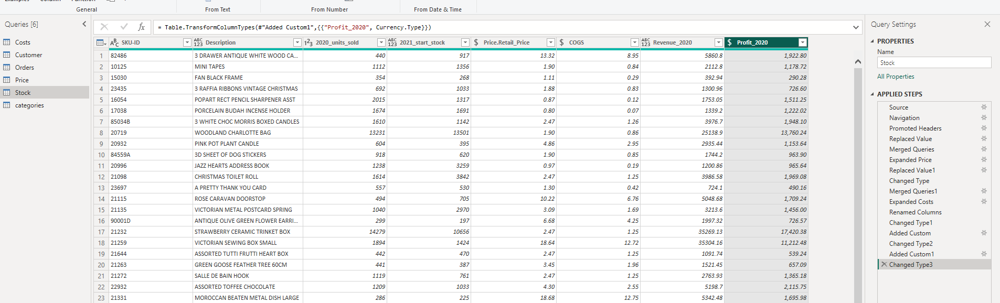 General From Text From Number From Date & Time
Queries [6]
Costs
Customer
Orders
Price
Stock
categories
fx = Table.TransformColumnTypes(#"Added Custom1",{{"Profit_2020", Currency.Type}})
ABC SKU-ID ABC 123 Description 123 2020_units_sold ABC 123 2021_start_stock $ Price.Retail_Price $ COGS ABC 123 Revenue_2020 $ Profit_2020
1 82486 3 DRAWER ANTIQUE WHITE WOOD CA... 440 917 13.32 8.95 5860.8 1,922.80
2 10125 MINI TAPES 1112 1356 1.90 0.84 2112.8 1,178.72
3 15030 FAN BLACK FRAME 354 268 1.11 0.29 392.94 290.28
4 23435 3 RAFFIA RIBBONS VINTAGE CHRISTMAS 692 1033 1.88 0.83 1300.96 726.60
5 16054 POPART RECT PENCIL SHARPENER ASST 2015 1317 0.87 0.12 1753.05 1,511.25
6 17038 PORCELAIN BUDAH INCENSE HOLDER 1674 1691 0.80 0.07 1339.2 1,222.02
7 85034B 3 WHITE CHOC MORRIS BOXED CANDLES 1610 1142 2.47 1.26 3976.7 1,948.10
8 20719 WOODLAND CHARLOTTE BAG 13231 13501 1.90 0.86 25138.9 13,760.24
9 20932 PINK POT PLANT CANDLE 604 395 4.86 2.95 2935.44 1,153.64
10 84559A 3D SHEET OF DOG STICKERS 918 620 1.90 0.85 1744.2 963.90
11 20996 JAZZ HEARTS ADDRESS BOOK 1238 3259 0.97 0.19 1200.86 965.64
12 21098 CHRISTMAS TOILET ROLL 1614 3842 2.47 1.25 3986.58 1,969.08
13 23697 A PRETTY THANK YOU CARD 557 530 1.30 0.42 724.1 490.16
14 21115 ROSE CARAVAN DOORSTOP 494 705 10.22 6.76 5048.68 1,709.24
15 21135 VICTORIAN METAL POSTCARD SPRING 1040 2970 3.09 1.69 3213.6 1,456.00
16 90001D ANTIQUE OLIVE GREEN FLOWER EARRI... 299 197 6.68 4.25 1997.32 726.57
17 21232 STRAWBERRY CERAMIC TRINKET BOX 14279 10656 2.47 1.25 35269.13 17,420.38
18 21259 VICTORIAN SEWING BOX SMALL 1894 1424 18.64 12.72 35304.16 11,212.48
19 21644 ASSORTED TUTTI FRUTTI HEART BOX 442 470 2.47 1.25 1091.74 539.24
20 21263 GREEN GOOSE FEATHER TREE 60CM 441 387 3.45 1.96 1521.45 657.09
21 21272 SALLE DE BAIN HOOK 1119 761 2.47 1.25 2763.93 1,365.18
22 22932 ASSORTED TOFFEE CHOCOLATE 1209 1033 4.30 2.55 5198.7 2,115.75
23 21331 MOROCCAN BEATEN METAL DISH LARGE 286 225 18.68 12.75 5342.48 1,695.98
Query Settings
PROPERTIES
Name
Stock
All Properties
APPLIED STEPS
Source
Navigation
Promoted Headers
Replaced Value
Merged Queries
Expanded Price
Replaced Value1
Changed Type
Merged Queries1
Expanded Costs
Renamed Columns
Changed Type1
Added Custom
Changed Type2
Added Custom1
Changed Type3